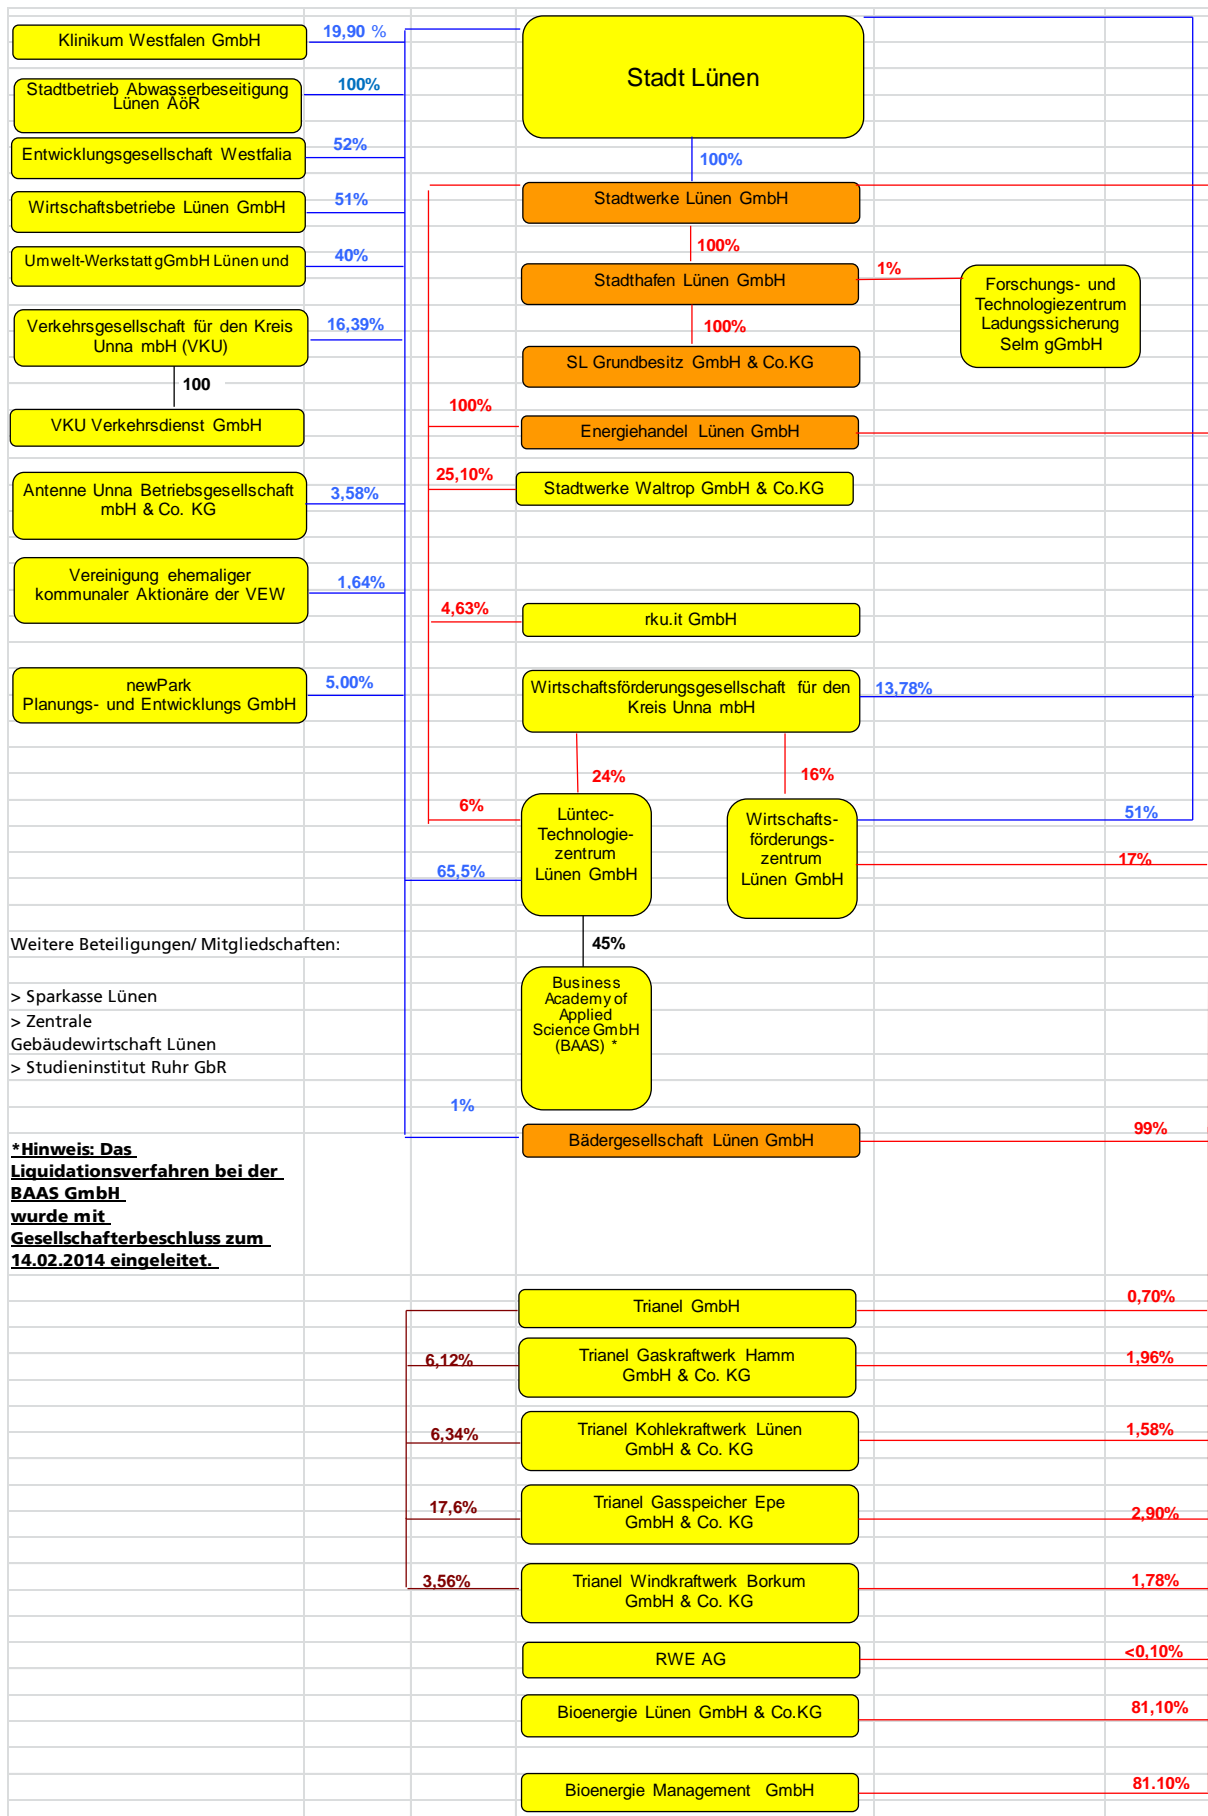 Klinikum Westfalen GmbH
19,90 %
Stadt Lünen
Stadtbetrieb Abwasserbeseitigung
Lünen AöR
100%
Entwicklungsgesellschaft Westfalia
52%
100%
Wirtschaftsbetriebe Lünen GmbH
51%
Stadtwerke Lünen GmbH
Umwelt-Werkstatt gGmbH Lünen und
40%
100%
Stadthafen Lünen GmbH
1%
Forschungs- und
Technologiezentrum
Ladungssicherung
Selm gGmbH
Verkehrsgesellschaft für den Kreis
Unna mbH (VKU)
16,39%
100%
SL Grundbesitz GmbH & Co.KG
100
VKU Verkehrsdienst GmbH
100%
Energiehandel Lünen GmbH
25,10%
Stadtwerke Waltrop GmbH & Co.KG
Antenne Unna Betriebsgesellschaft
mbH & Co. KG
3,58%
Vereinigung ehemaliger
kommunaler Aktionäre der VEW
1,64%
4,63%
rku.it GmbH
newPark
Planungs- und Entwicklungs GmbH
5,00%
Wirtschaftsförderungsgesellschaft für den
Kreis Unna mbH
13,78%
24%
16%
6%
Lüntec-
Technologie-
zentrum
Lünen GmbH
Wirtschafts-
förderungs-
zentrum
Lünen GmbH
51%
17%
65,5%
Weitere Beteiligungen/ Mitgliedschaften:
45%
> Sparkasse Lünen
> Zentrale
Gebäudewirtschaft Lünen
> Studieninstitut Ruhr GbR
Business
Academy of
Applied
Science GmbH
(BAAS) *
1%
Bädergesellschaft Lünen GmbH
99%
*Hinweis: Das
Liquidationsverfahren bei der
BAAS GmbH
wurde mit
Gesellschafterbeschluss zum
14.02.2014 eingeleitet.
Trianel GmbH
0,70%
6,12%
Trianel Gaskraftwerk Hamm
GmbH & Co. KG
1,96%
6,34%
Trianel Kohlekraftwerk Lünen
GmbH & Co. KG
1,58%
17,6%
Trianel Gasspeicher Epe
GmbH & Co. KG
2,90%
3,56%
Trianel Windkraftwerk Borkum
GmbH & Co. KG
1,78%
RWE AG
<0,10%
Bioenergie Lünen GmbH & Co.KG
81,10%
Bioenergie Management GmbH
81.10%